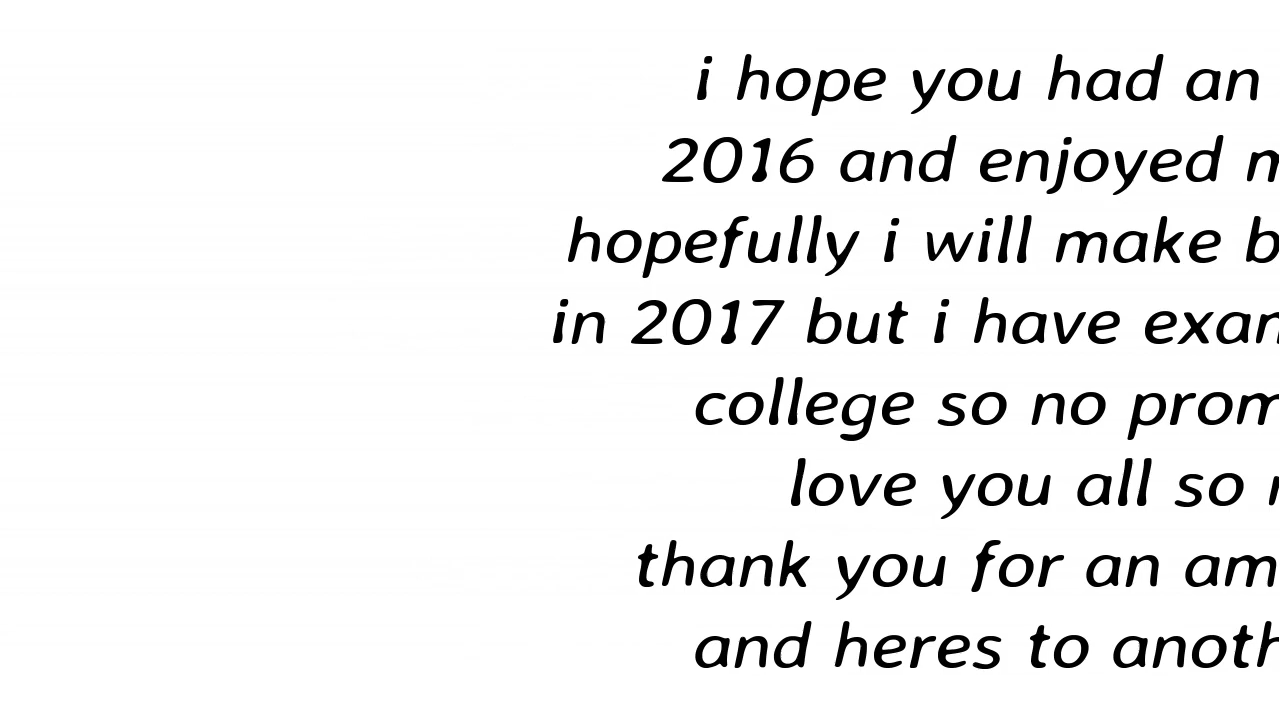 i hope you had an
2016 and enjoyed
hopefully i will make
in 2017 but i have
college so no
love you all so
thank you for an
and heres to